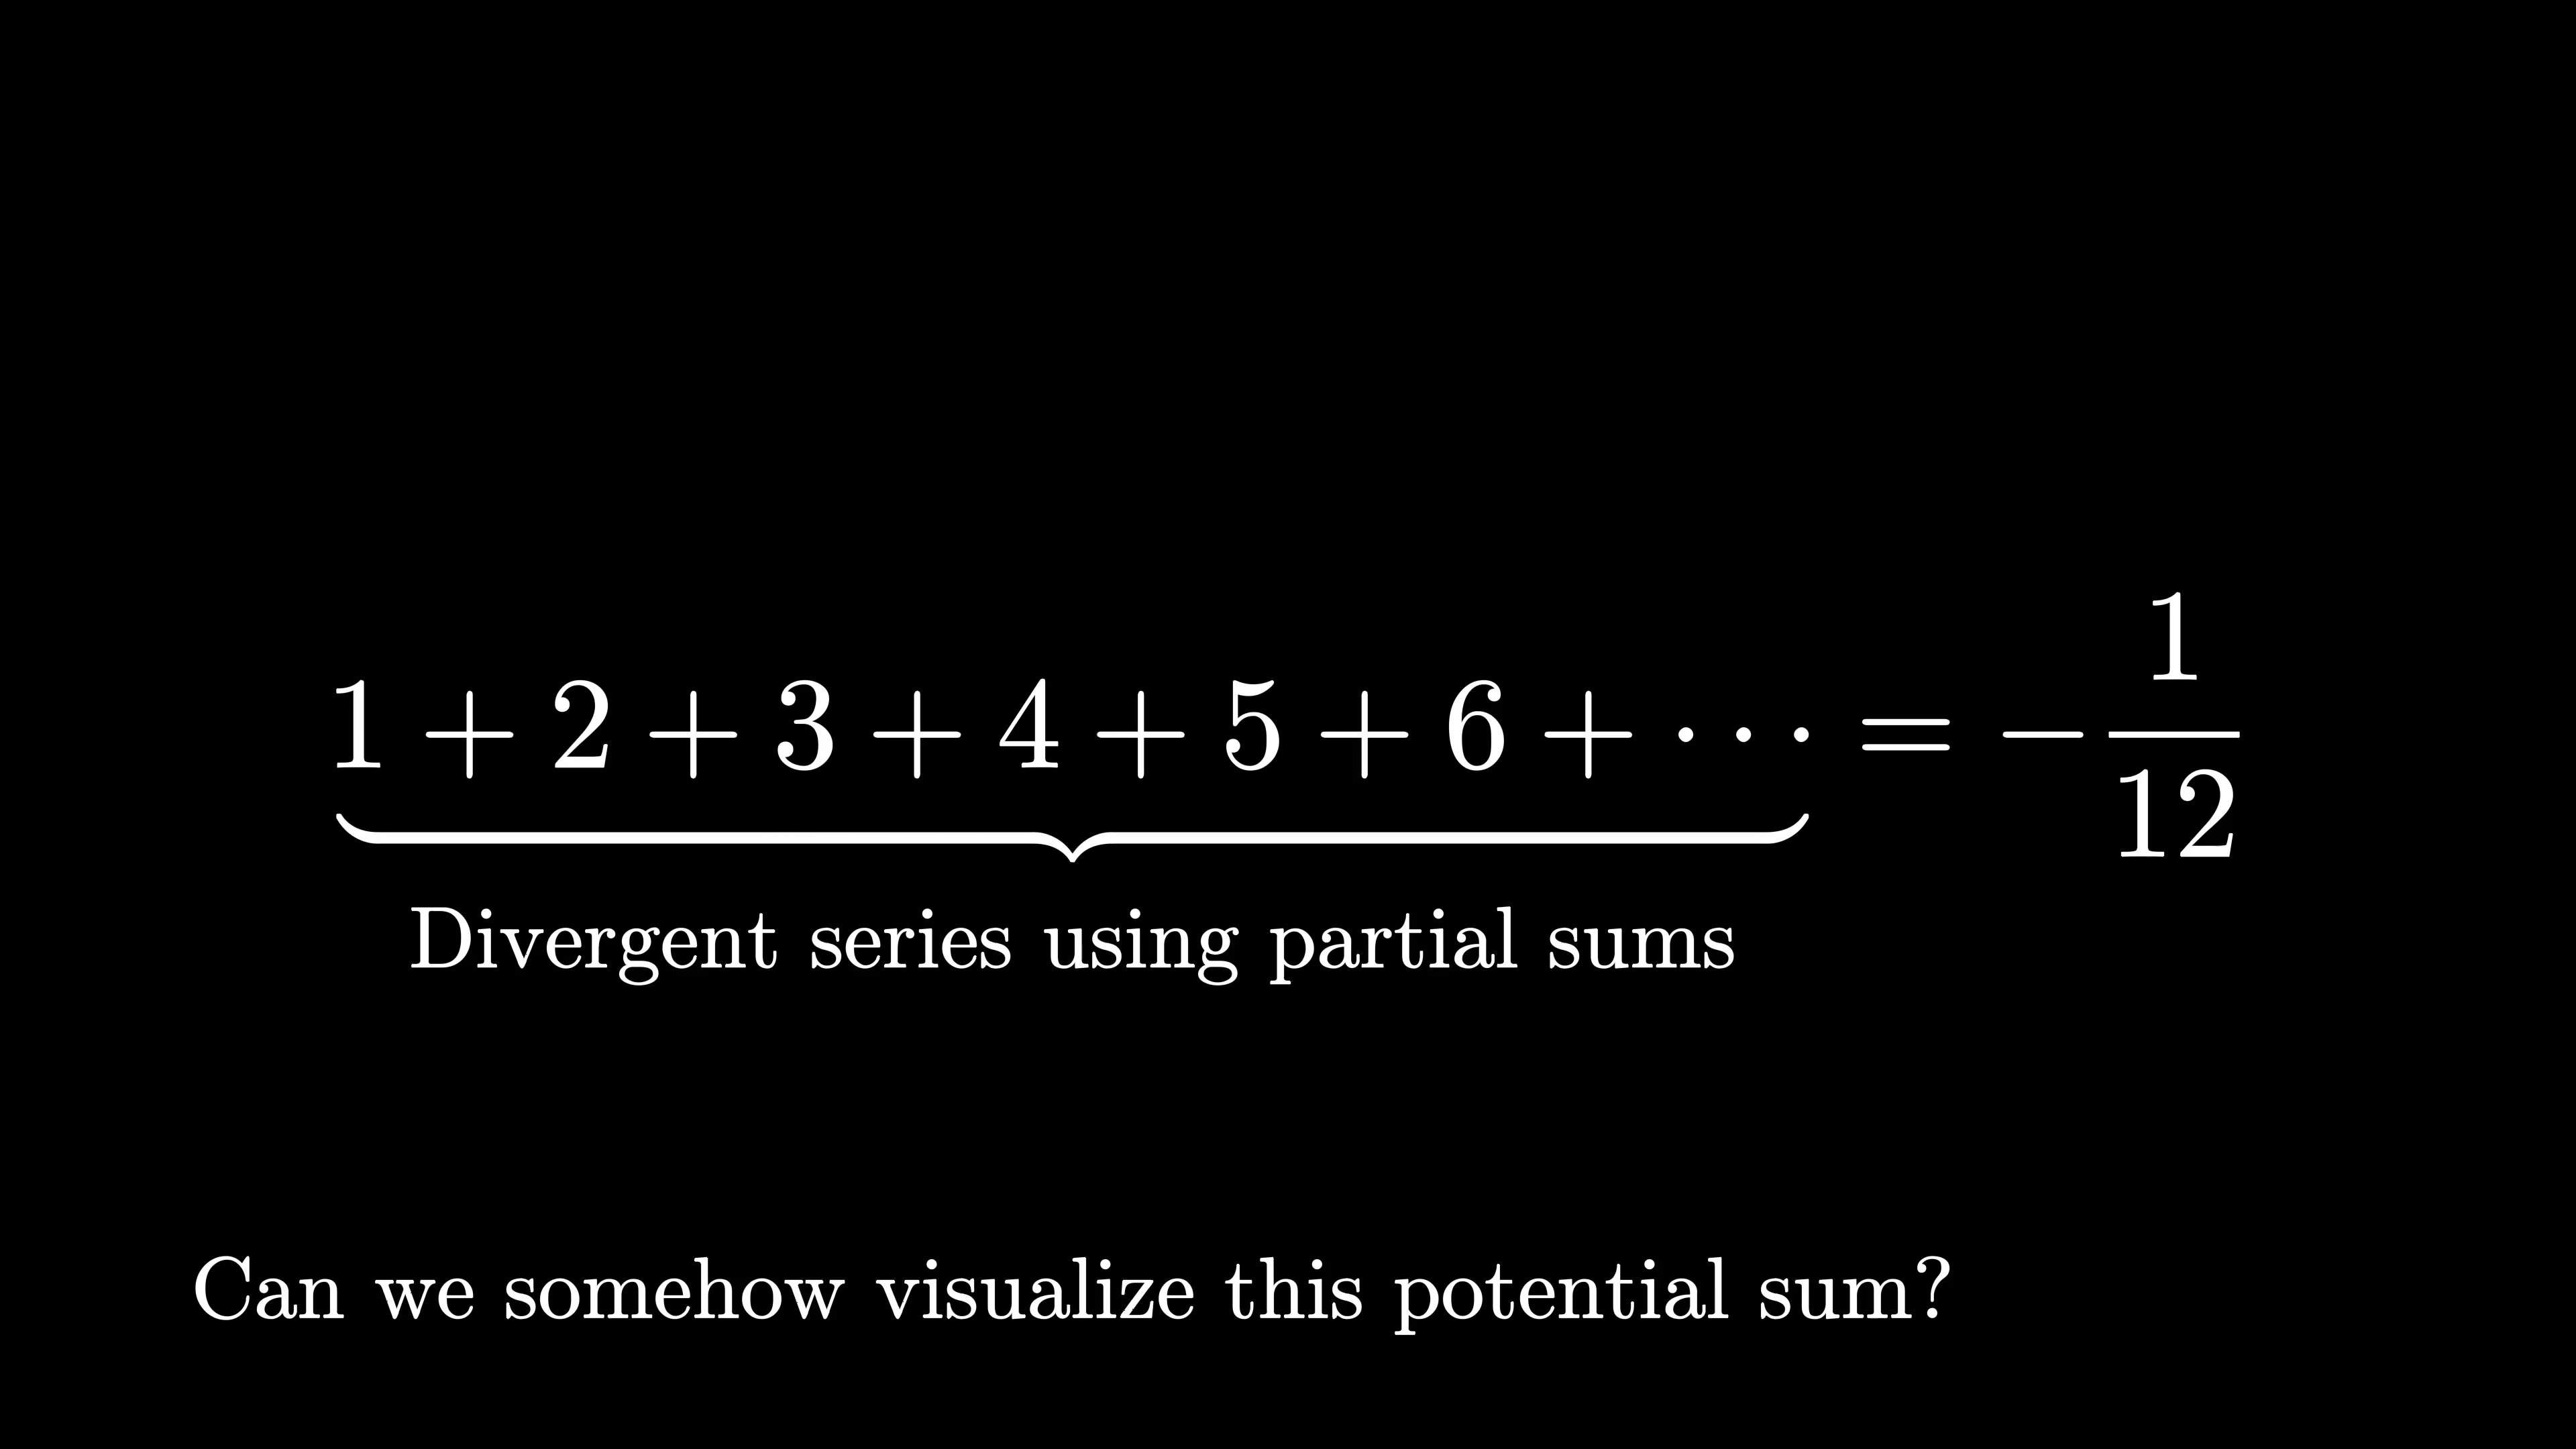 1 + 2 + 3 + 4 + 5 + 6 + ⋯ = − 1/12
Divergent series using partial sums
Can we somehow visualize this potential sum?